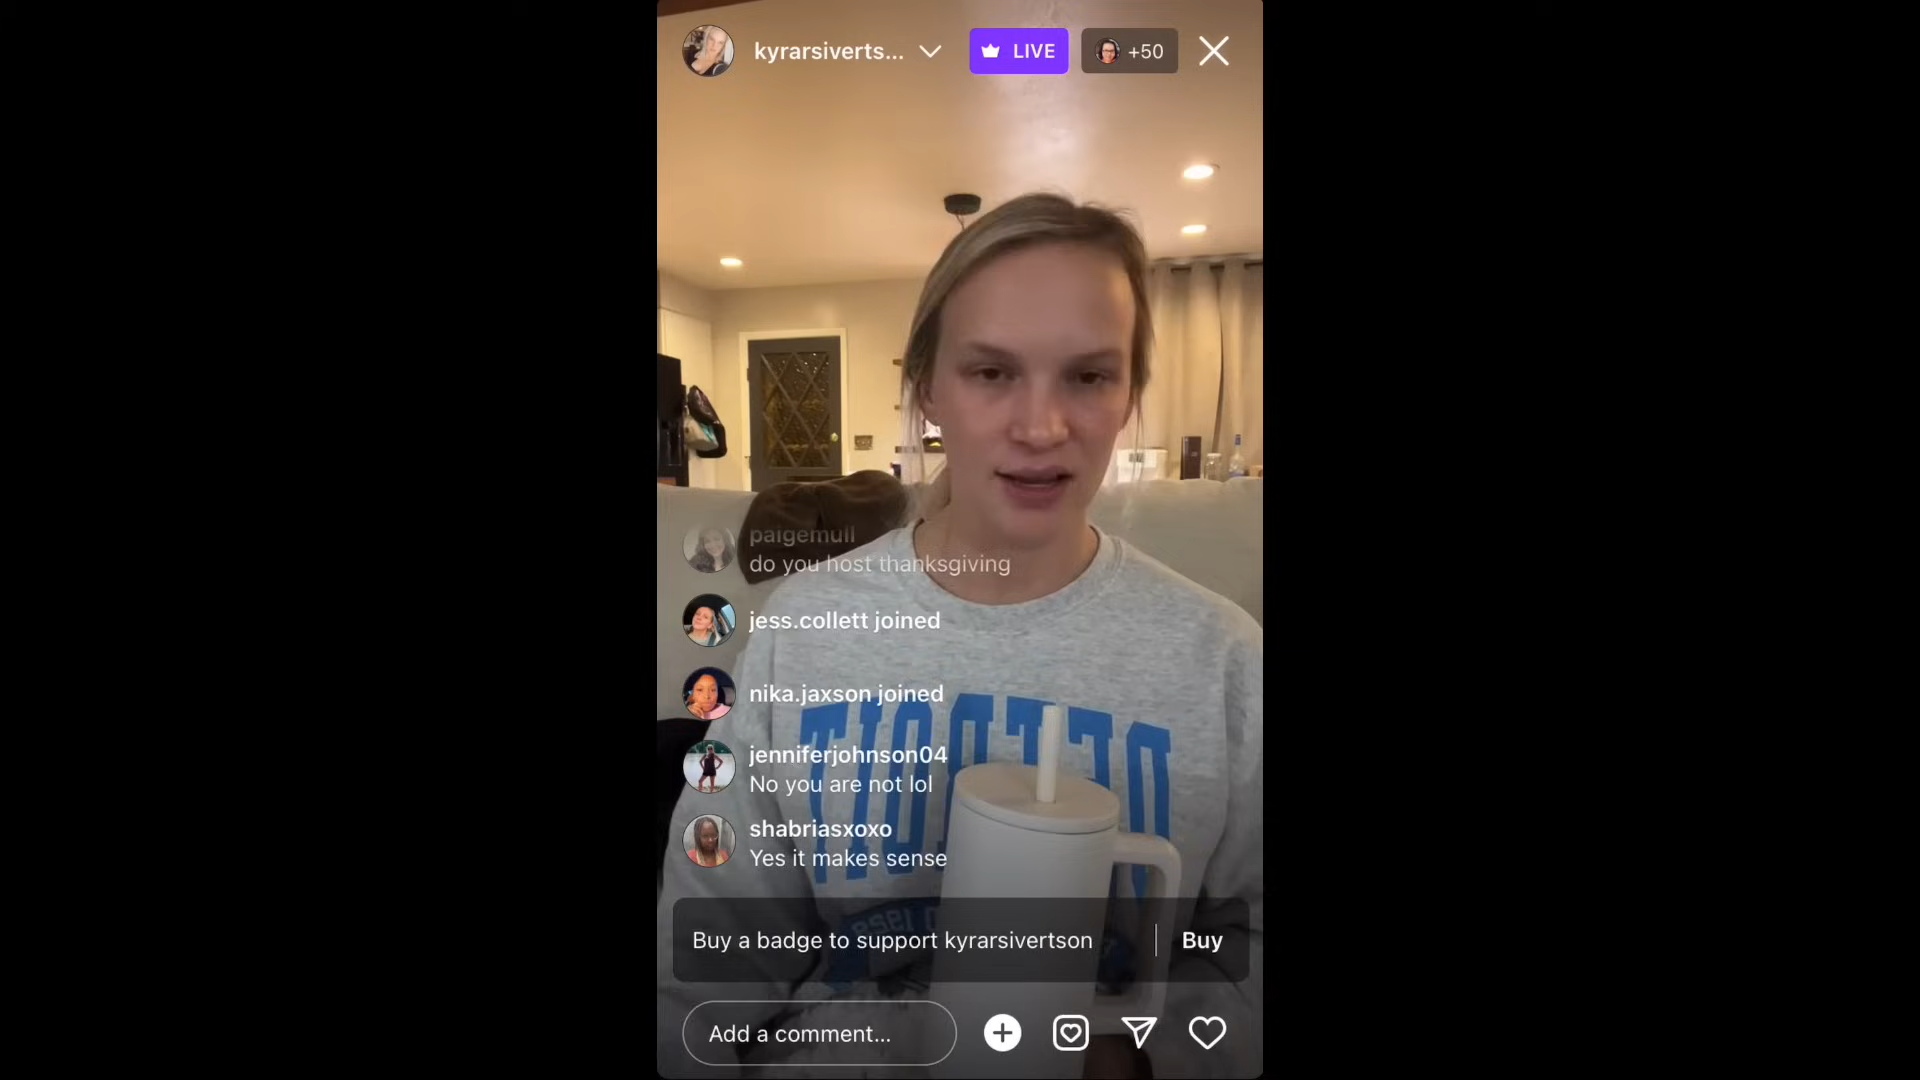 kyrarsiverts...
LIVE
+50
paigemull
do you host thanksgiving
jess.collett joined
nika.jaxson joined
jenniferjohnson04
No you are not lol
shabriasxoxo
Yes it makes sense
DETROIT
Buy a badge to support kyrarsivertson
Buy
Add a comment...